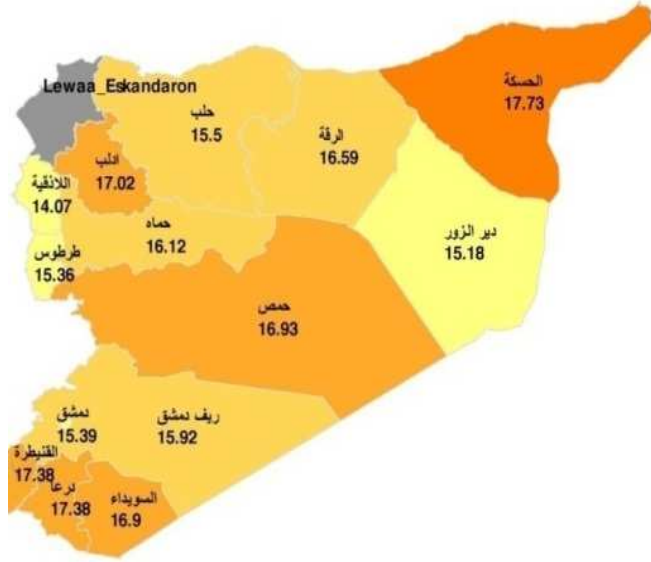 الحسكة
17.73
Lewaa_Eskandaron
حلب
15.5
الرقة
16.59
ادلب
17.02
اللاذقية
14.07
حماه
16.12
طرطوس
15.36
دير الزور
15.18
حمص
16.93
دمشق
15.39
ريف دمشق
15.92
القنيطرة
17.38
درعا
17.38
السويداء
16.9